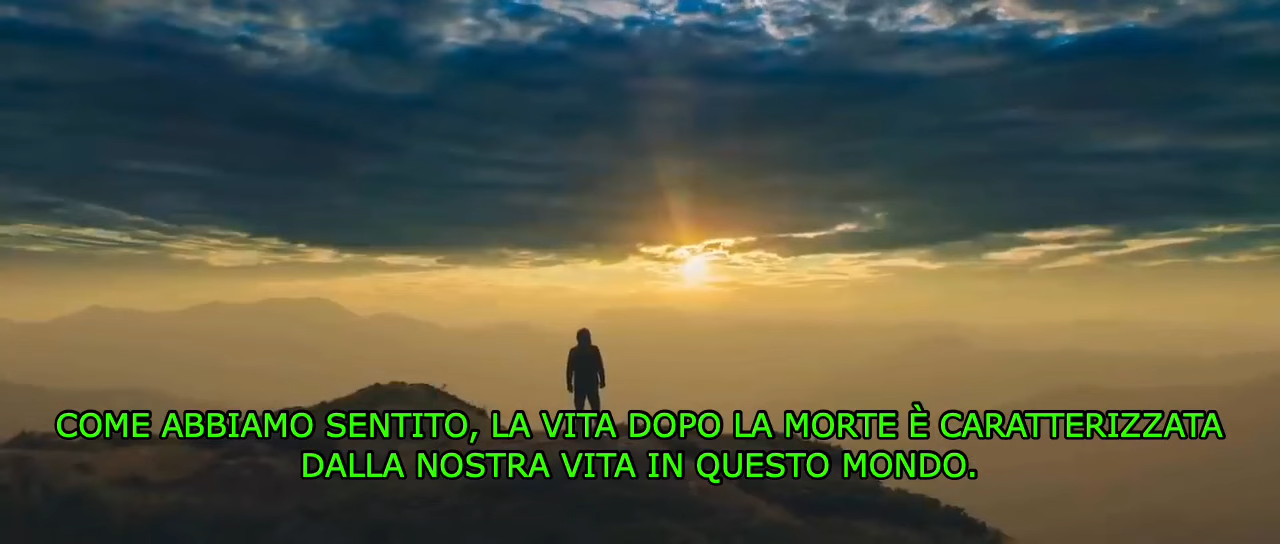 COME ABBIAMO SENTITO, LA VITA DOPO LA MORTE È CARATTERIZZATA
DALLA NOSTRA VITA IN QUESTO MONDO.